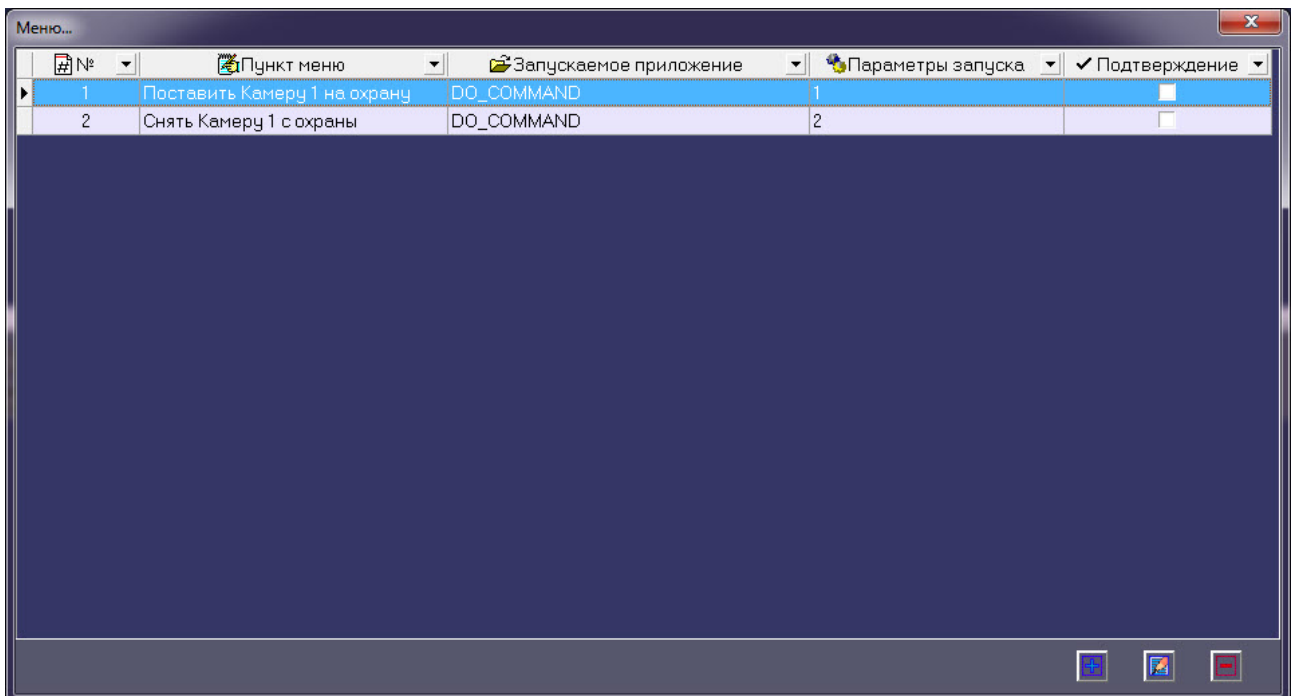 Меню...
№ Пункт меню Запускаемое приложение Параметры запуска Подтверждение
1 Поставить Камеру 1 на охрану DO_COMMAND 1
2 Снять Камеру 1 с охраны DO_COMMAND 2